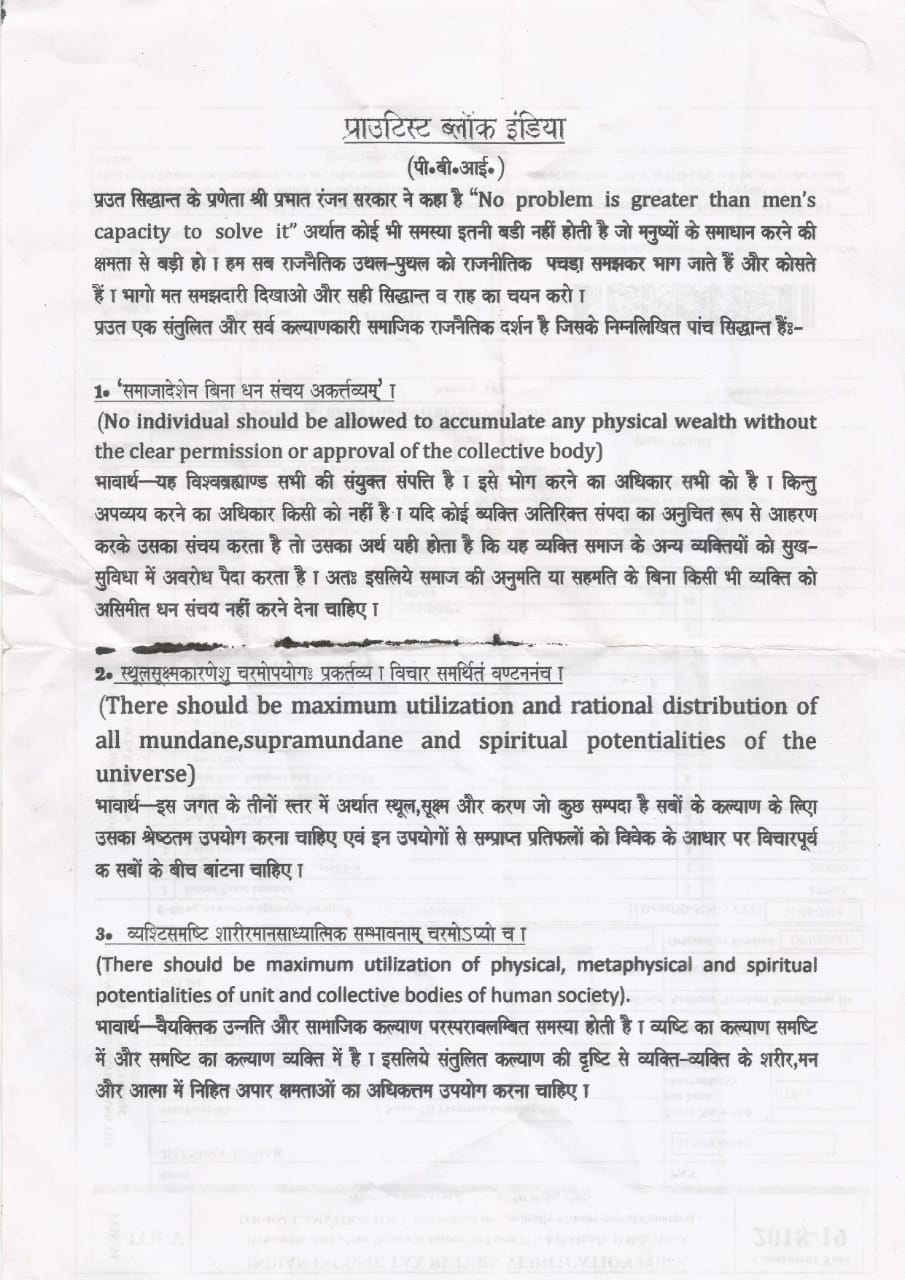 प्राउटिस्ट ब्लॉक इंडिया
(पी॰बी॰आई॰)
प्रउत सिद्धान्त के प्रणेता श्री प्रभात रंजन सरकार ने कहा है “No problem is greater than men's
capacity to solve it” अर्थात कोई भी समस्या इतनी बडी नहीं होती है जो मनुष्यों के समाधान करने की
क्षमता से बड़ी हो । हम सब राजनैतिक उथल-पुथल को राजनीतिक पचड़ा समझकर भाग जाते हैं और कोसते
हैं । भागो मत समझदारी दिखाओ और सही सिद्धान्त व राह का चयन करो ।
प्रउत एक संतुलित और सर्व कल्याणकारी समाजिक राजनैतिक दर्शन है जिसके निम्नलिखित पांच सिद्धान्त हैंः-
1॰ ‘समाजादेशेन बिना धन संचय अकर्त्तव्यम्’ ।
(No individual should be allowed to accumulate any physical wealth without
the clear permission or approval of the collective body)
भावार्थ-यह विश्वब्रह्माण्ड सभी की संयुक्त संपत्ति है । इसे भोग करने का अधिकार सभी को है । किन्तु
अपव्यय करने का अधिकार किसी को नहीं है । यदि कोई व्यक्ति अतिरिक्त संपदा का अनुचित रूप से आहरण
करके उसका संचय करता है तो उसका अर्थ यही होता है कि यह व्यक्ति समाज के अन्य व्यक्तियों को सुख-
सुविधा में अवरोध पैदा करता है । अतः इसलिये समाज की अनुमति या सहमति के बिना किसी भी व्यक्ति को
असिमीत धन संचय नहीं करने देना चाहिए ।
2॰ स्थूलसूक्ष्मकारणेशु चरमोपयोगः प्रकर्तव्य । विचार समर्थितं वण्टननंच ।
(There should be maximum utilization and rational distribution of
all mundane,supramundane and spiritual potentialities of the
universe)
भावार्थ-इस जगत के तीनों स्तर में अर्थात स्थूल,सूक्ष्म और करण जो कुछ सम्पदा है सबों के कल्याण के लिए
उसका श्रेष्ठतम उपयोग करना चाहिए एवं इन उपयोगों से सम्प्राप्त प्रतिफलों को विवेक के आधार पर विचारपूर्व
क सबों के बीच बांटना चाहिए ।
3॰ व्यश्टिसमष्टि शारीरमानसाध्यात्मिक सम्भावनाम् चरमोऽप्यो च ।
(There should be maximum utilization of physical, metaphysical and spiritual
potentialities of unit and collective bodies of human society).
भावार्थ-वैयक्तिक उन्नति और सामाजिक कल्याण परस्परावलम्बित समस्या होती है । व्यष्टि का कल्याण समष्टि
में और समष्टि का कल्याण व्यक्ति में है । इसलिये संतुलित कल्याण की दृष्टि से व्यक्ति-व्यक्ति के शरीर,मन
और आत्मा में निहित अपार क्षमताओं का अधिकत्तम उपयोग करना चाहिए ।